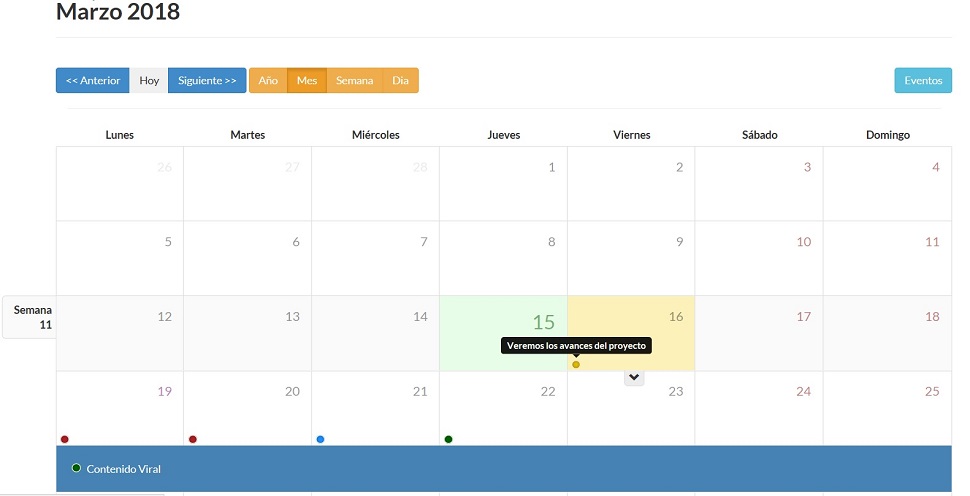 Marzo 2018
<< Anterior Hoy Siguiente >> Año Mes Semana Dia Eventos
Lunes Martes Miércoles Jueves Viernes Sábado Domingo
26 27 28 1 2 3 4
5 6 7 8 9 10 11
Semana
11
12 13 14 15 16 17 18
Veremos los avances del proyecto
19 20 21 22 23 24 25
Contenido Viral